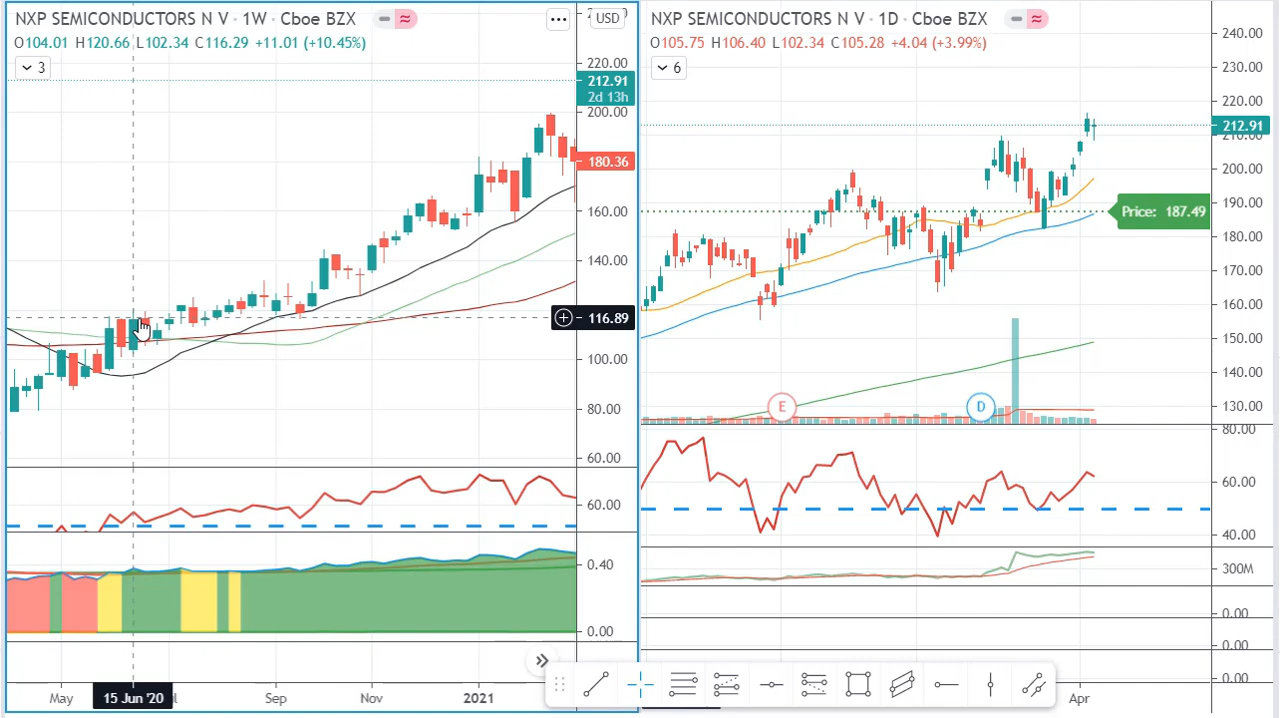 NXP SEMICONDUCTORS N V · 1W · Cboe BZX
O104.01 H120.66 L102.34 C116.29 +11.01 (+10.45%)
3
USD
220.00
212.91
2d 13h
200.00
180.36
160.00
140.00
116.89
100.00
80.00
60.00
60.00
0.40
0.00
May
15 Jun '20
Sep
Nov
2021
NXP SEMICONDUCTORS N V · 1D · Cboe BZX
O105.75 H106.40 L102.34 C105.28 +4.04 (+3.99%)
6
240.00
230.00
220.00
212.91
210.00
200.00
190.00
Price: 187.49
180.00
170.00
160.00
150.00
140.00
130.00
E
D
80.00
60.00
40.00
300M
0.00
0.00
0.00
Apr